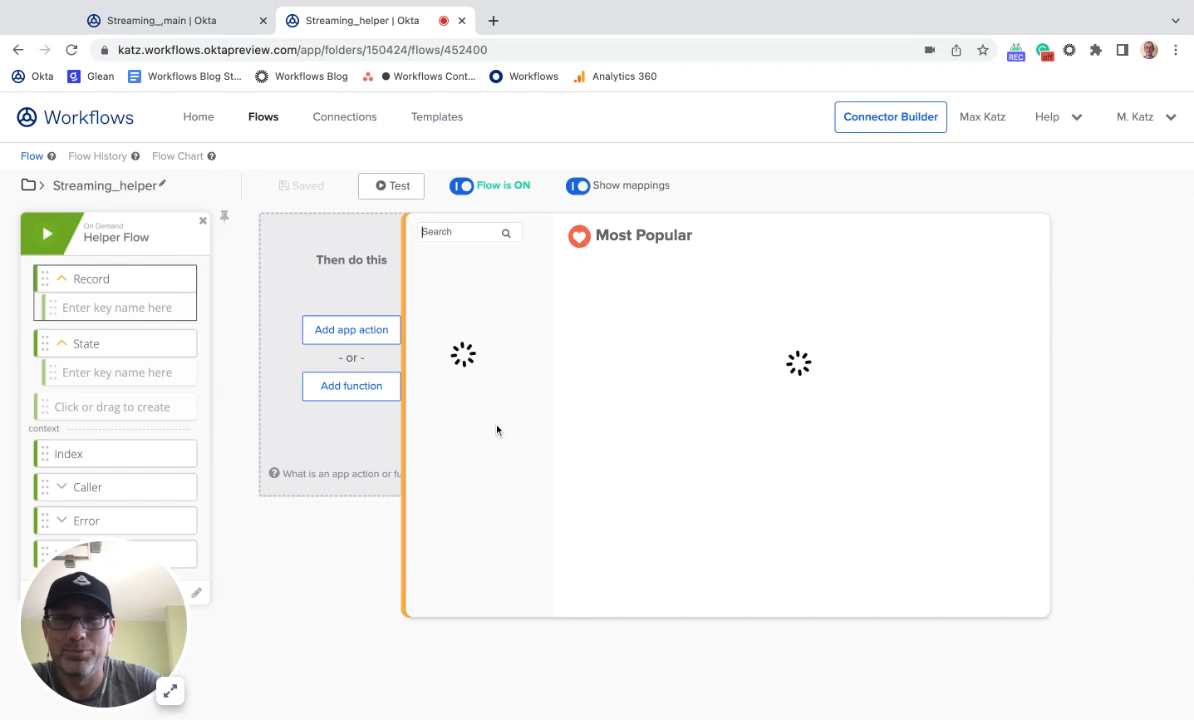 Streaming_,main | Okta
Streaming_helper | Okta
katz.workflows.oktapreview.com/app/folders/150424/flows/452400
REC
off
Okta
Glean
Workflows Blog St...
Workflows Blog
Workflows Cont...
Workflows
Analytics 360
Workflows
Home
Flows
Connections
Templates
Connector Builder
Max Katz
Help
M. Katz
Flow
Flow History
Flow Chart
Streaming_helper
Saved
Test
Flow is ON
Show mappings
On Demand
Helper Flow
Record
Enter key name here
State
Enter key name here
Click or drag to create
context
Index
Caller
Error
Then do this
Add app action
- or -
Add function
What is an app action or fu
Search
Most Popular